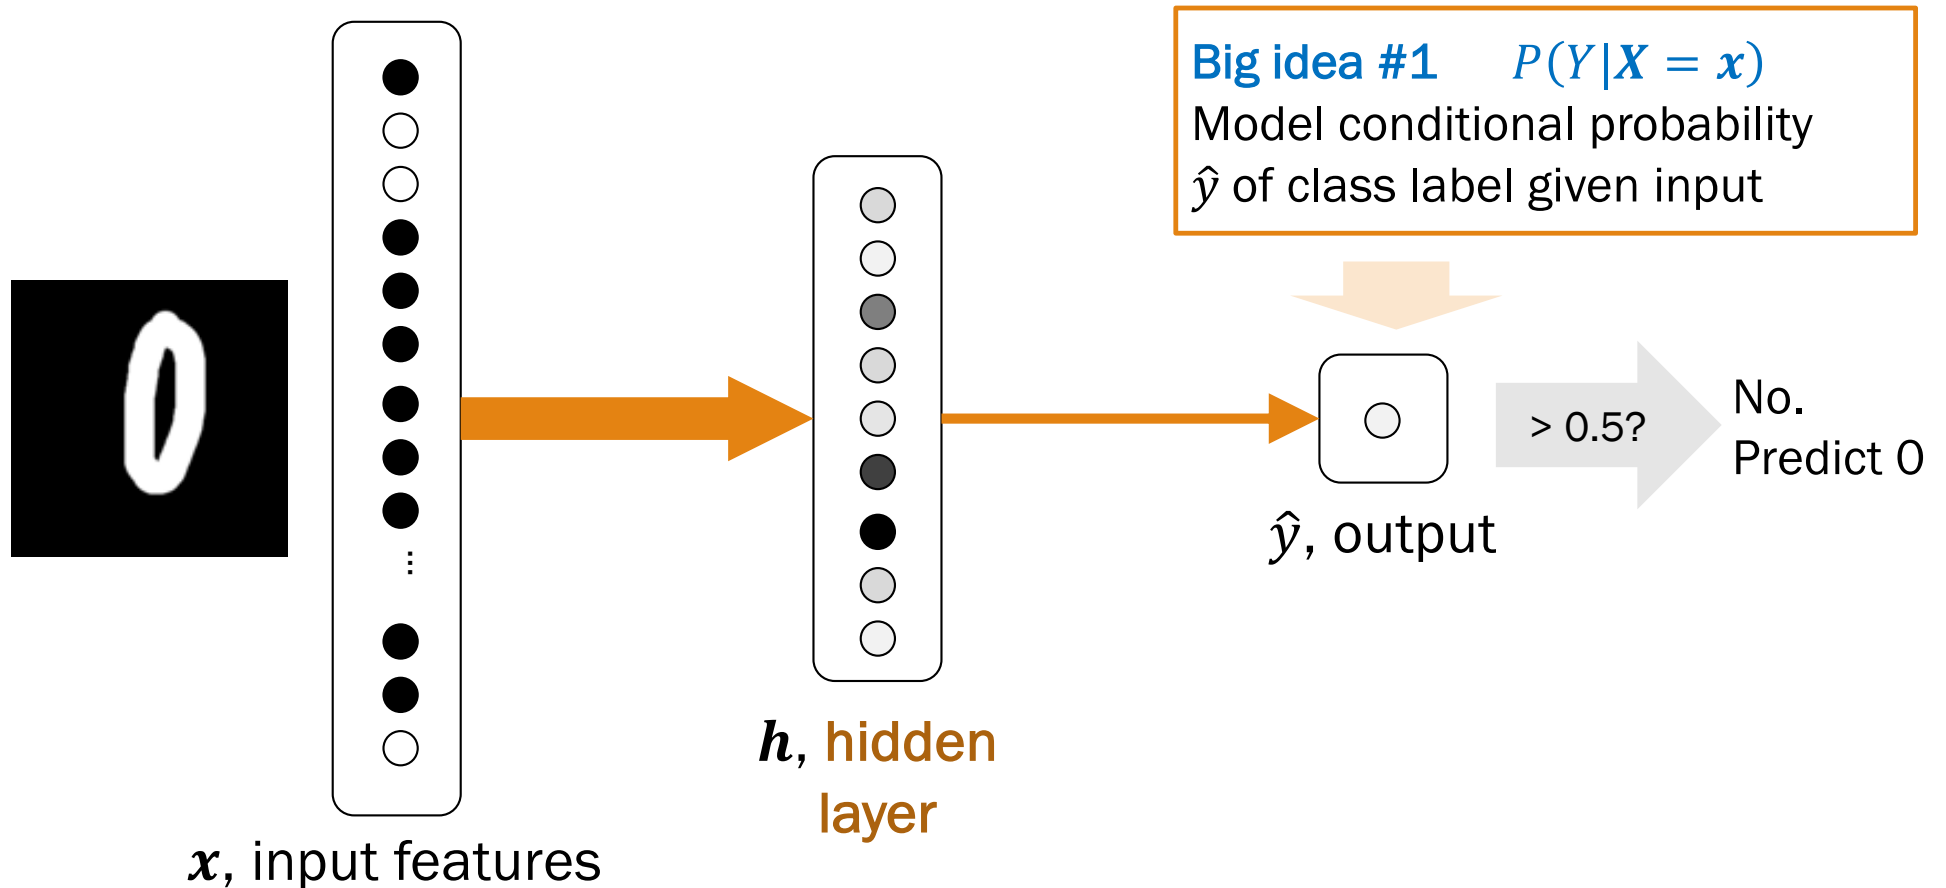 Big idea #1 P(Y|X = x)
Model conditional probability
ŷ of class label given input
> 0.5?
No.
Predict 0
ŷ, output
...
h, hidden
layer
x, input features